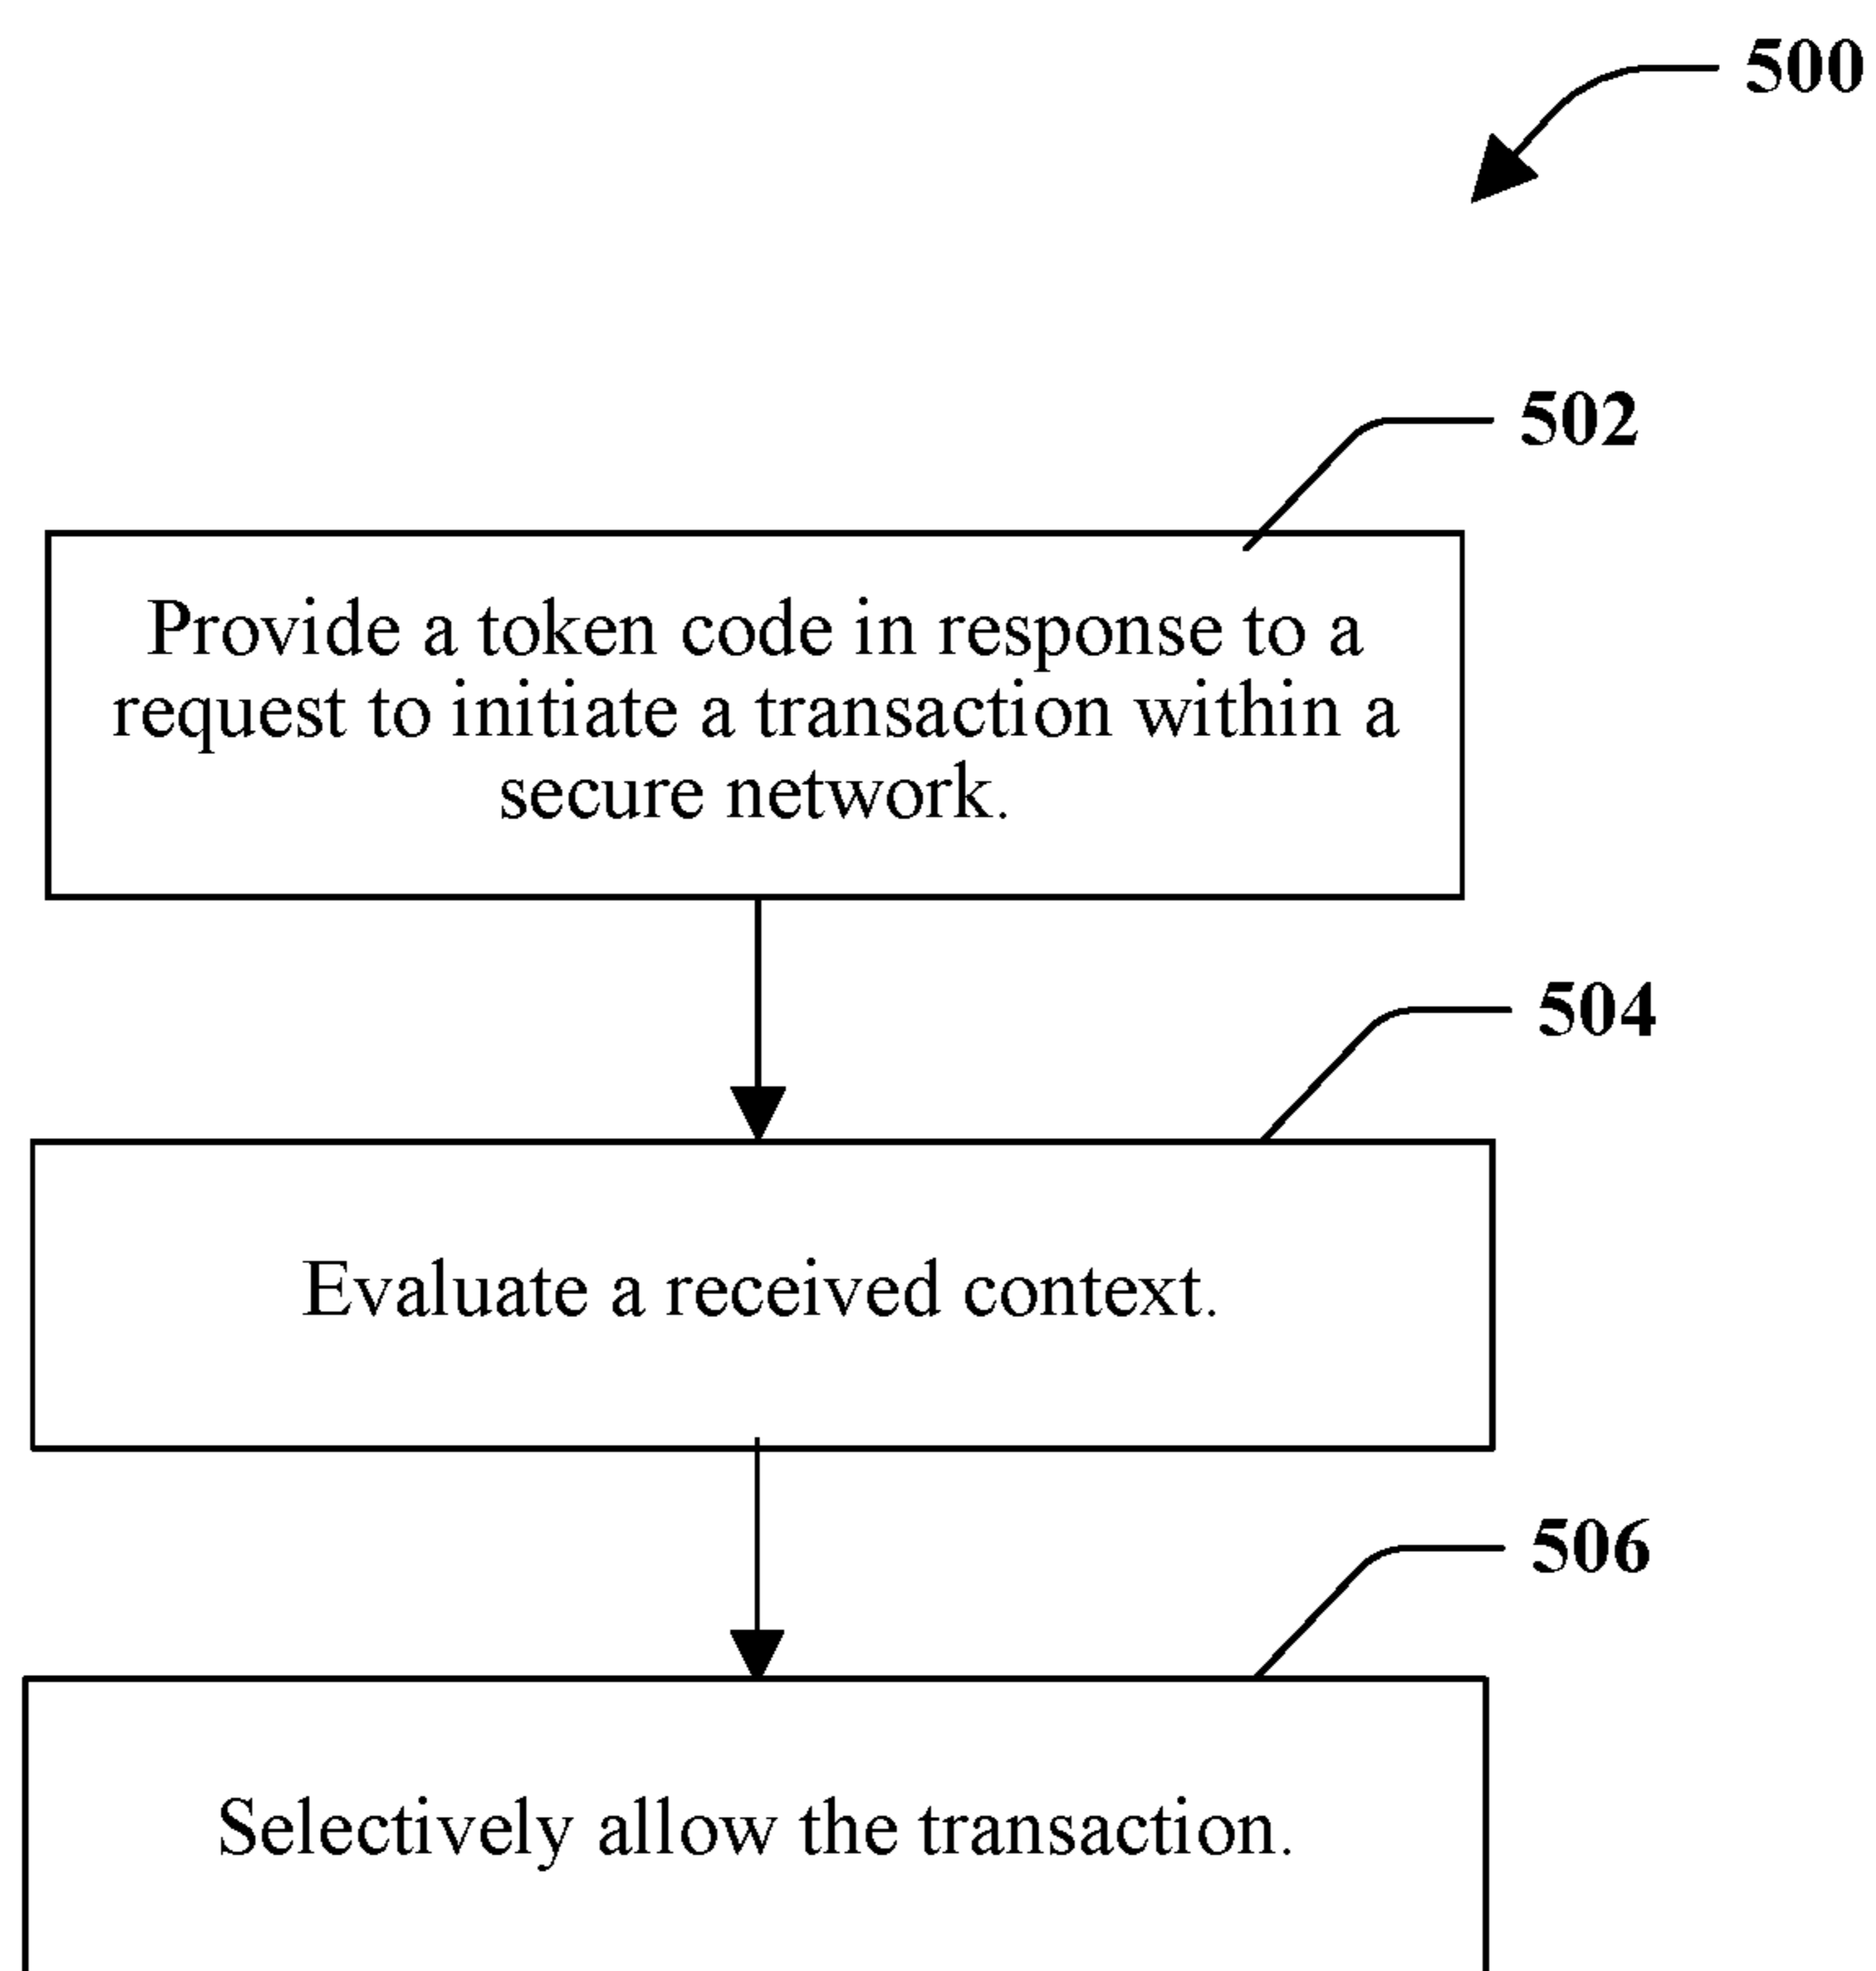 500
502
Provide a token code in response to a
request to initiate a transaction within a
secure network.
504
Evaluate a received context.
506
Selectively allow the transaction.